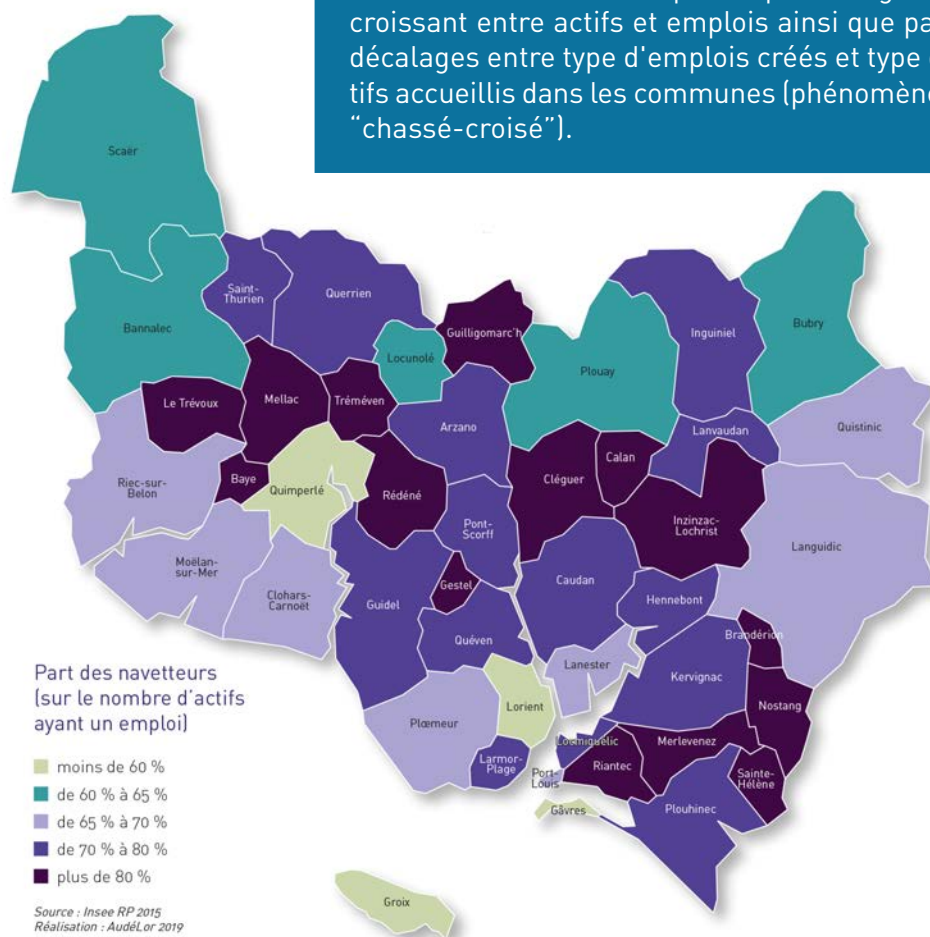 croissant entre actifs et emplois ainsi que pa
décalages entre type d'emplois créés et type
tifs accueillis dans les communes (phénomène
“chassé-croisé”).
Scaër
Bannalec
Saint-
Thurien
Querrien
Locunolé
Guilligomarc'h
Plouay
Inguiniel
Bubry
Le Trévoux
Mellac
Tréméven
Arzano
Lanvaudan
Quistinic
Riec-sur-
Belon
Baye
Quimperlé
Rédéné
Cléguer
Calan
Inzinzac-
Lochrist
Languidic
Pont-
Scorff
Moëlan-
sur-Mer
Clohars-
Carnoët
Guidel
Gestel
Caudan
Hennebont
Quéven
Brandérion
Lanester
Kervignac
Nostang
Plœmeur
Lorient
Larmor-
Plage
Locmiquélic
Merlevenez
Port-
Louis
Riantec
Sainte-
Hélène
Gâvres
Plouhinec
Groix
Part des navetteurs
(sur le nombre d'actifs
ayant un emploi)
moins de 60 %
de 60 % à 65 %
de 65 % à 70 %
de 70 % à 80 %
plus de 80 %
Source : Insee RP 2015
Réalisation : AudéLor 2019